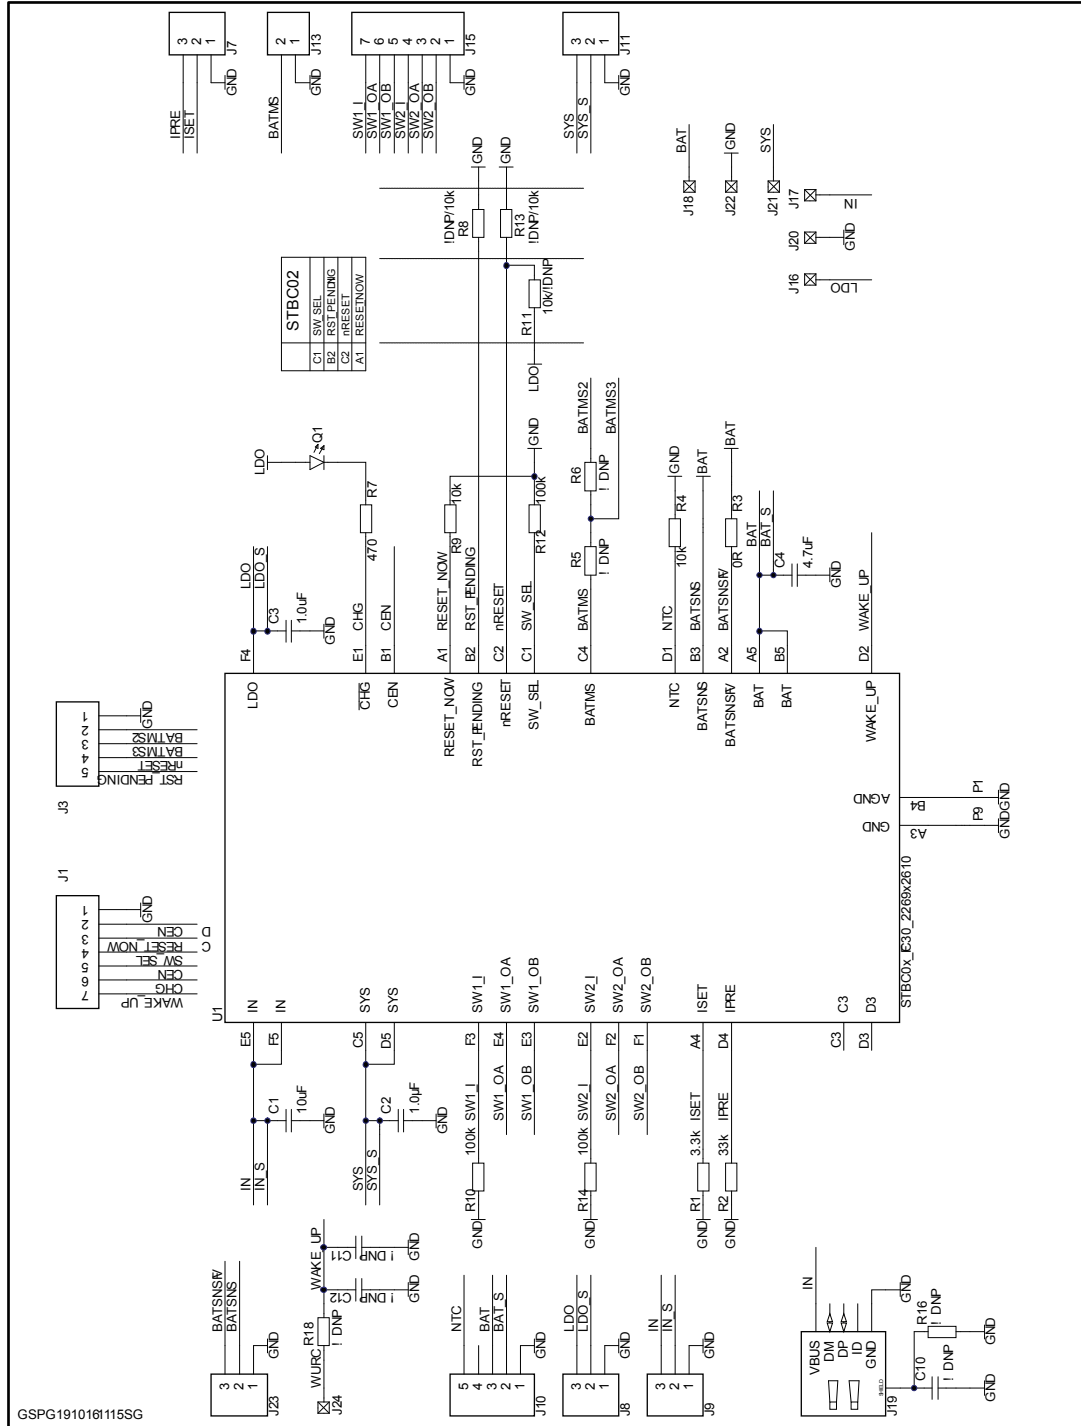 3
2
1
J7
IPRE
ISET
GND
2
1
J13
BATMS
GND
7
6
5
4
3
2
1
J15
SW1_I
SW1_OA
SW1_OB
SW2_I
SW2_OA
SW2_OB
GND
3
2
1
J11
SYS
SYS_S
GND
STBC02
C1 SW_SEL
B2 RST_PENDING
C2 nRESET
A1 RESETNOW
!DNP/10k
R8
GND
R13
!DNP/10k
GND
R11
10k/!DNP
LDO
J18
BAT
J22
GND
J21
SYS
J17
IN
J20
GND
J16
LDO
LDO
Q1
R7
470
LDO
LDO_S
C3
1.0uF
GND
10k
R9
100k
R12
GND
R6
! DNP
BATMS2
BATMS3
R5
! DNP
R4
10k
GND
BAT
R3
0R
BAT
BAT
BAT_S
C4
4.7uF
GND
F4
E1 CHG
B1 CEN
A1 RESET_NOW
B2 RST_PENDING
C2 nRESET
C1 SW_SEL
C4 BATMS
D1 NTC
B3 BATSNS
A2 BATSNSFV
A5
B5
D2 WAKE_UP
LDO
CHG
CEN
RESET_NOW
RST_PENDING
nRESET
SW_SEL
BATMS
NTC
BATSNS
BATSNSFV
BAT
BAT
WAKE_UP
J3
1
2
3
4
5
GND
BATMS2
BATMS3
nRESET
RST_PENDING
J1
1
2
3
4
5
6
7
GND
CEN
D
RESET_NOW
C
SW_SEL
CEN
CHG
WAKE_UP
AGND
B4
P1
GND
GND
A3
P9
GND
U1
STBC0x_E30_2269x2610
IN
IN
SYS
SYS
SW1_I
SW1_OA
SW1_OB
SW2_I
SW2_OA
SW2_OB
ISET
IPRE
C3
D3
E5
F5
C5
D5
F3
E4
E3
E2
F2
F1
A4
D4
C3
D3
IN
IN_S
C1
10uF
GND
SYS
SYS_S
C2
1.0µF
GND
100k SW1_I
R10
GND
SW1_OA
SW1_OB
100k SW2_I
R14
GND
SW2_OA
SW2_OB
3.3k ISET
R1
GND
33k IPRE
R2
GND
BATSNSFV
BATSNS
3
2
1
J23
GND
WAKE_UP
C11
! DNP
GND
C12
! DNP
GND
R18
! DNP
WURC
J24
NTC
BAT
BAT_S
5
4
3
2
1
J10
GND
LDO
LDO_S
3
2
1
J8
GND
IN
IN_S
3
2
1
J9
GND
IN
VBUS
DM
DP
ID
GND
SHIELD
J19
GND
R16
! DNP
GND
C10
! DNP
GND
GSPG1910161115SG